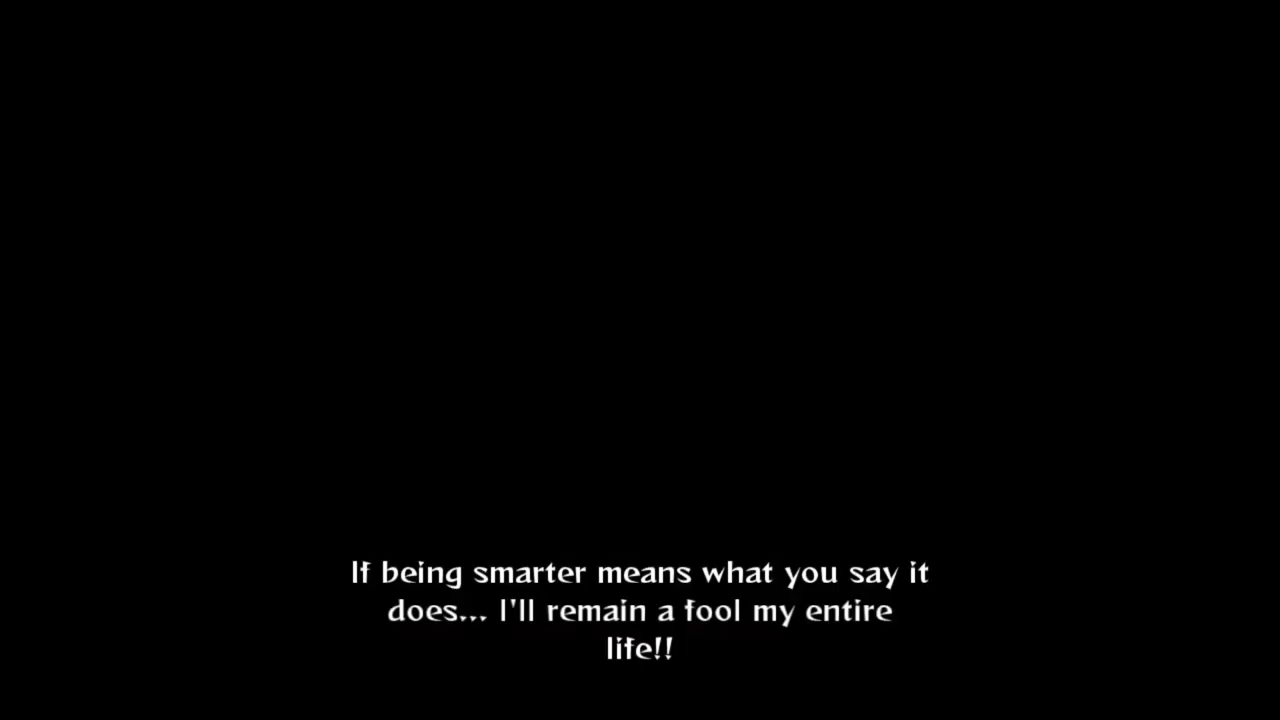 If being smarter means what you say it
does... I'll remain a fool my entire
life!!